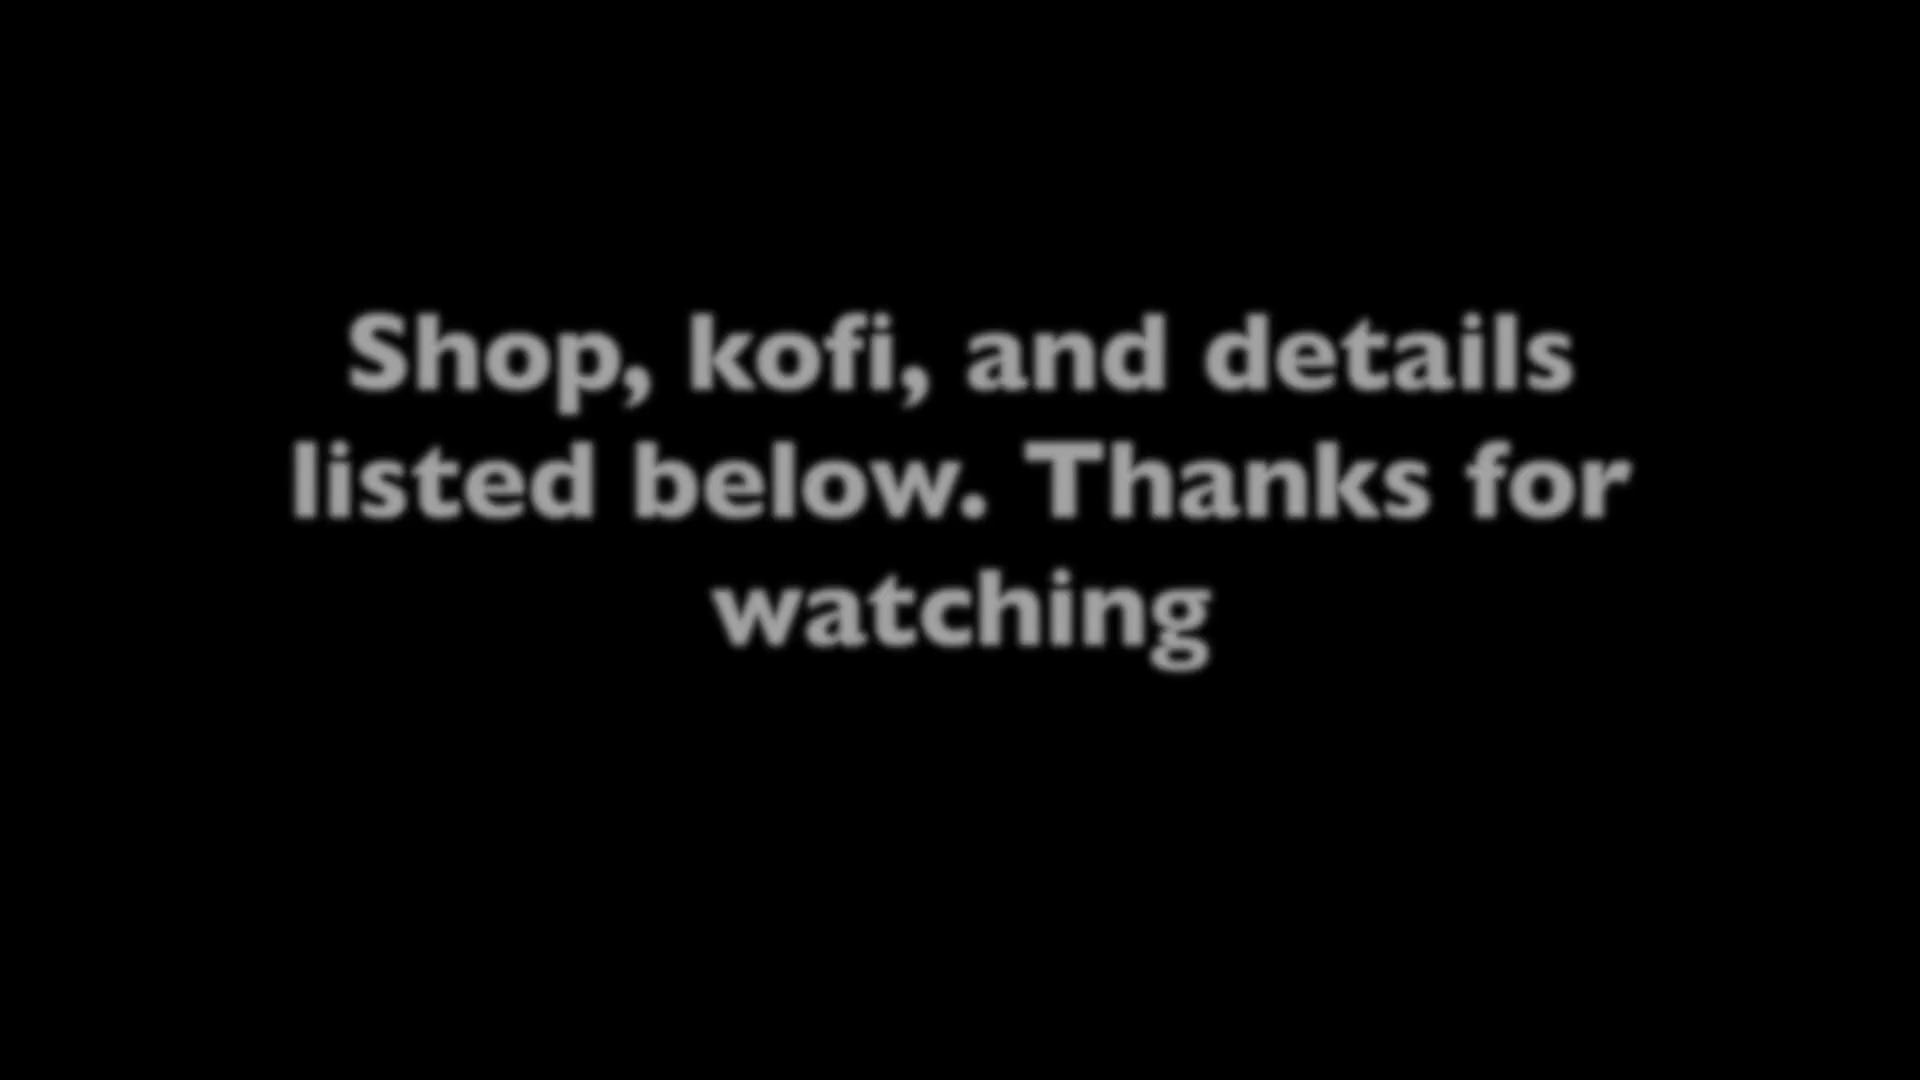 Shop, kofi, and details
listed below. Thanks for
watching